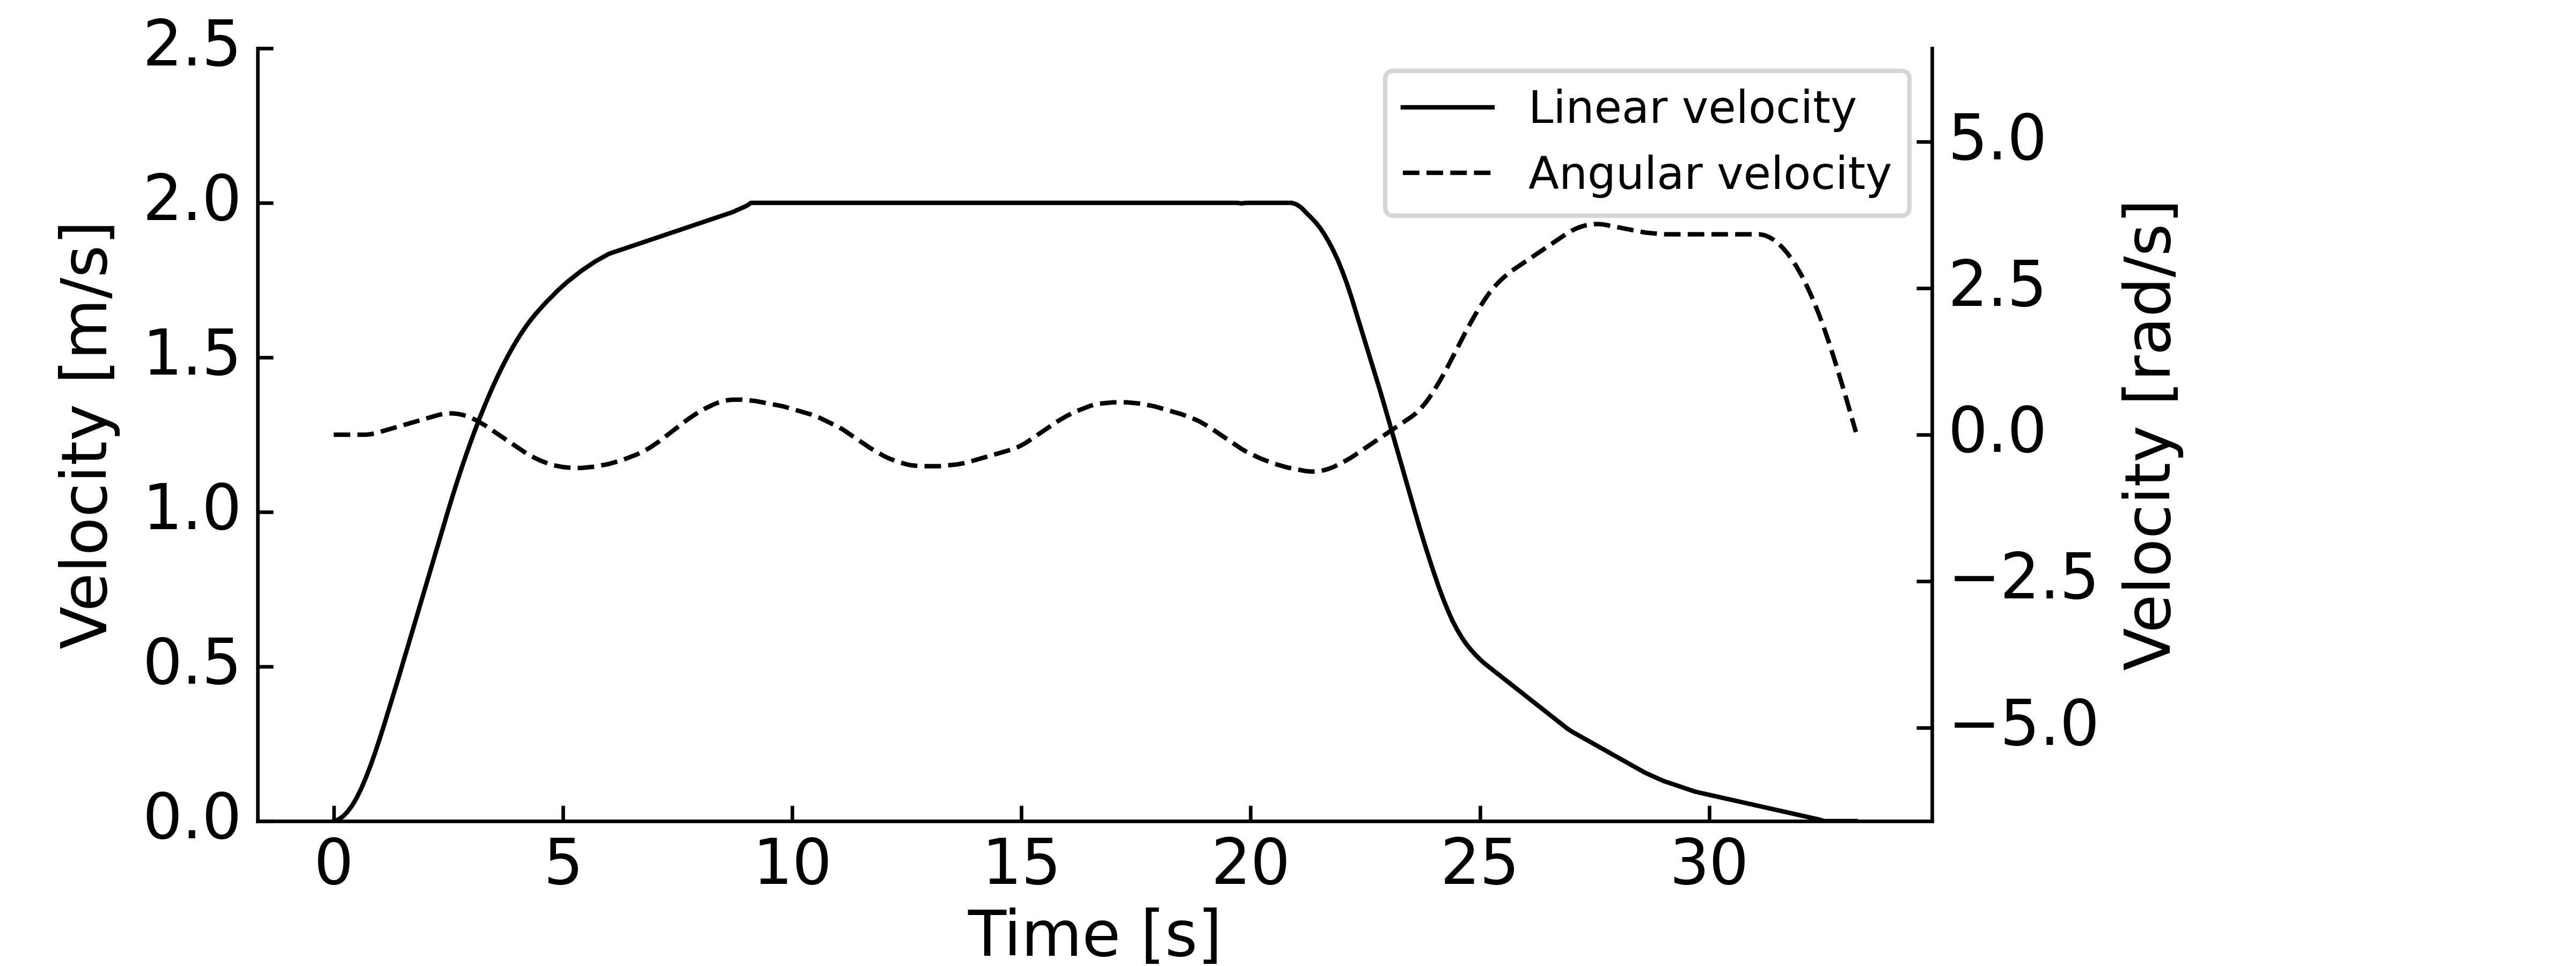 Velocity [m/s]
2.5
2.0
1.5
1.0
0.5
0.0
Linear velocity
Angular velocity
5.0
2.5
0.0
−2.5
−5.0
Velocity [rad/s]
0 5 10 15 20 25 30
Time [s]